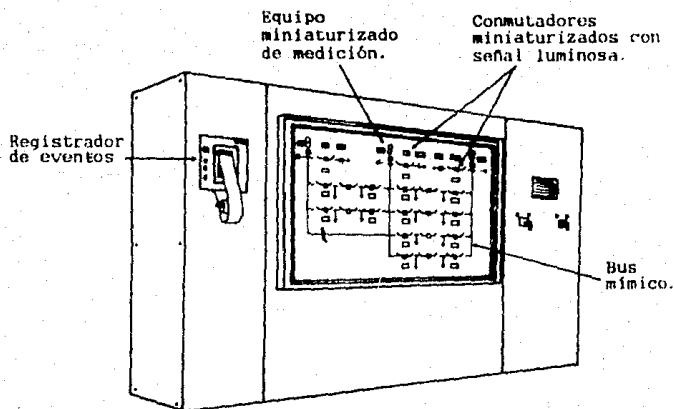 Equipo
miniaturizado
de medición.
Conmutadores
miniaturizados con
señal luminosa.
Registrador
de eventos
Bus
mímico.